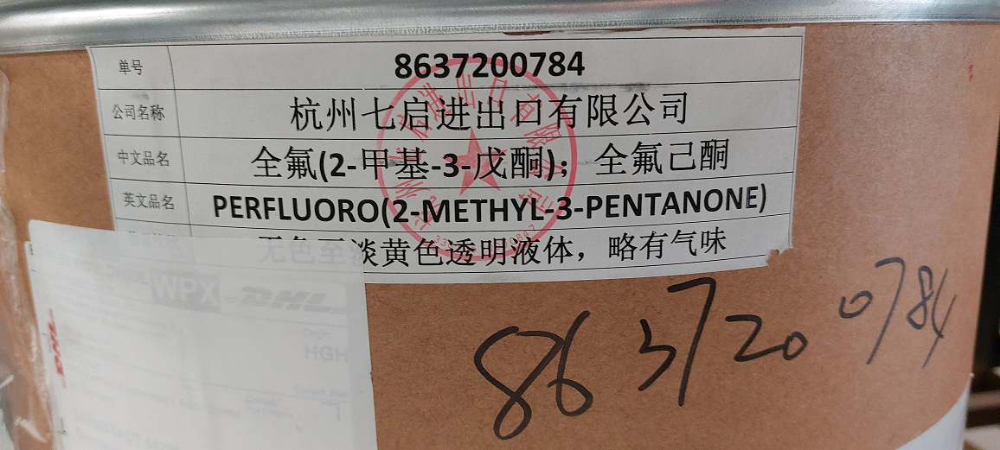 单号 8637200784
公司名称 杭州七启进出口有限公司
中文品名 全氟(2-甲基-3-戊酮)；全氟己酮
英文品名 PERFLUORO(2-METHYL-3-PENTANONE)
无色至淡黄色透明液体，略有气味
WPX DHL
HGH
DHL
8637200784